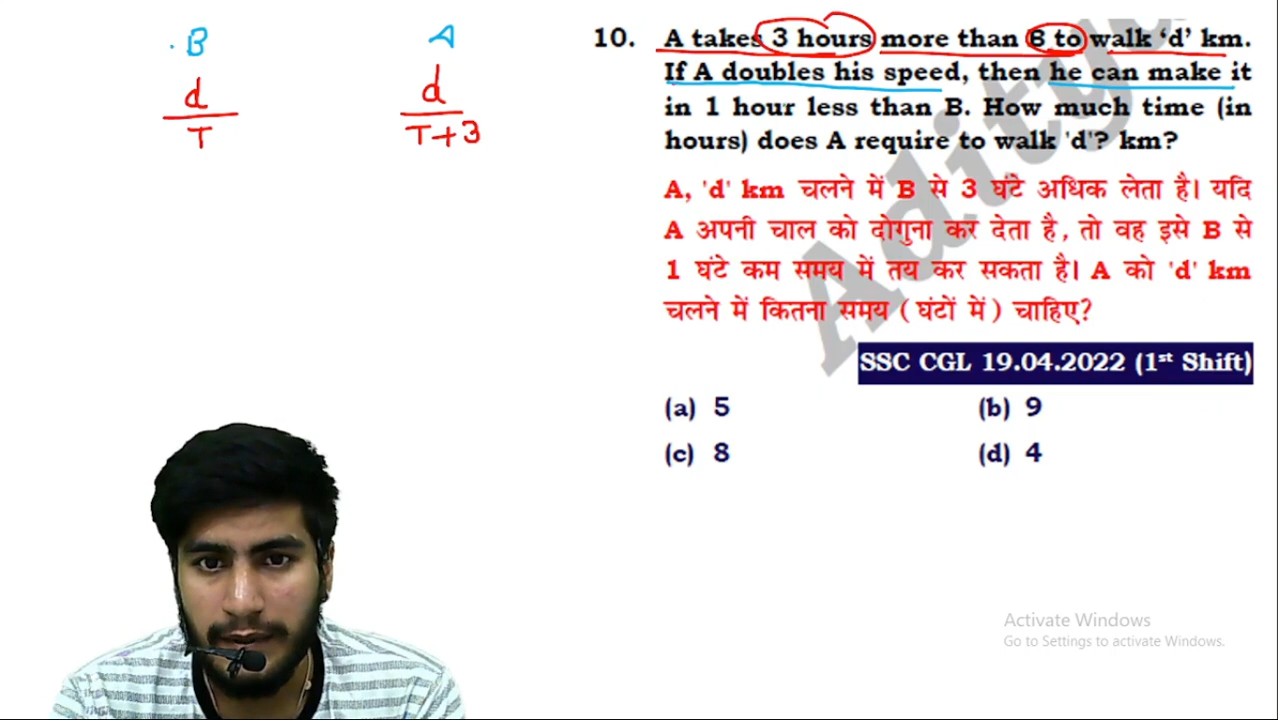 B
A
d
d
T
T+3
10. A takes 3 hours more than B to walk ‘d’ km.
If A doubles his speed, then he can make it
in 1 hour less than B. How much time (in
hours) does A require to walk 'd'? km?
A, 'd' km चलने में B से 3 घंटे अधिक लेता है। यदि
A अपनी चाल को दोगुना कर देता है, तो वह इसे B से
1 घंटे कम समय में तय कर सकता है। A को 'd' km
चलने में कितना समय (घंटों में) चाहिए?
SSC CGL 19.04.2022 (1st Shift)
(a) 5
(b) 9
(c) 8
(d) 4
Activate Windows
Go to Settings to activate Windows.